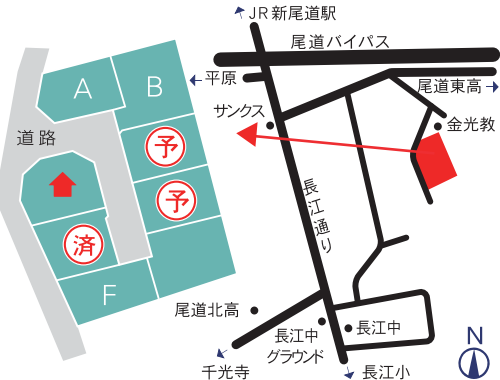 JR新尾道駅
尾道バイパス
平原
尾道東高
サンクス
金光教
長江通り
尾道北高
長江中
グラウンド
長江中
千光寺
長江小
N
A
B
道路
予
予
済
F